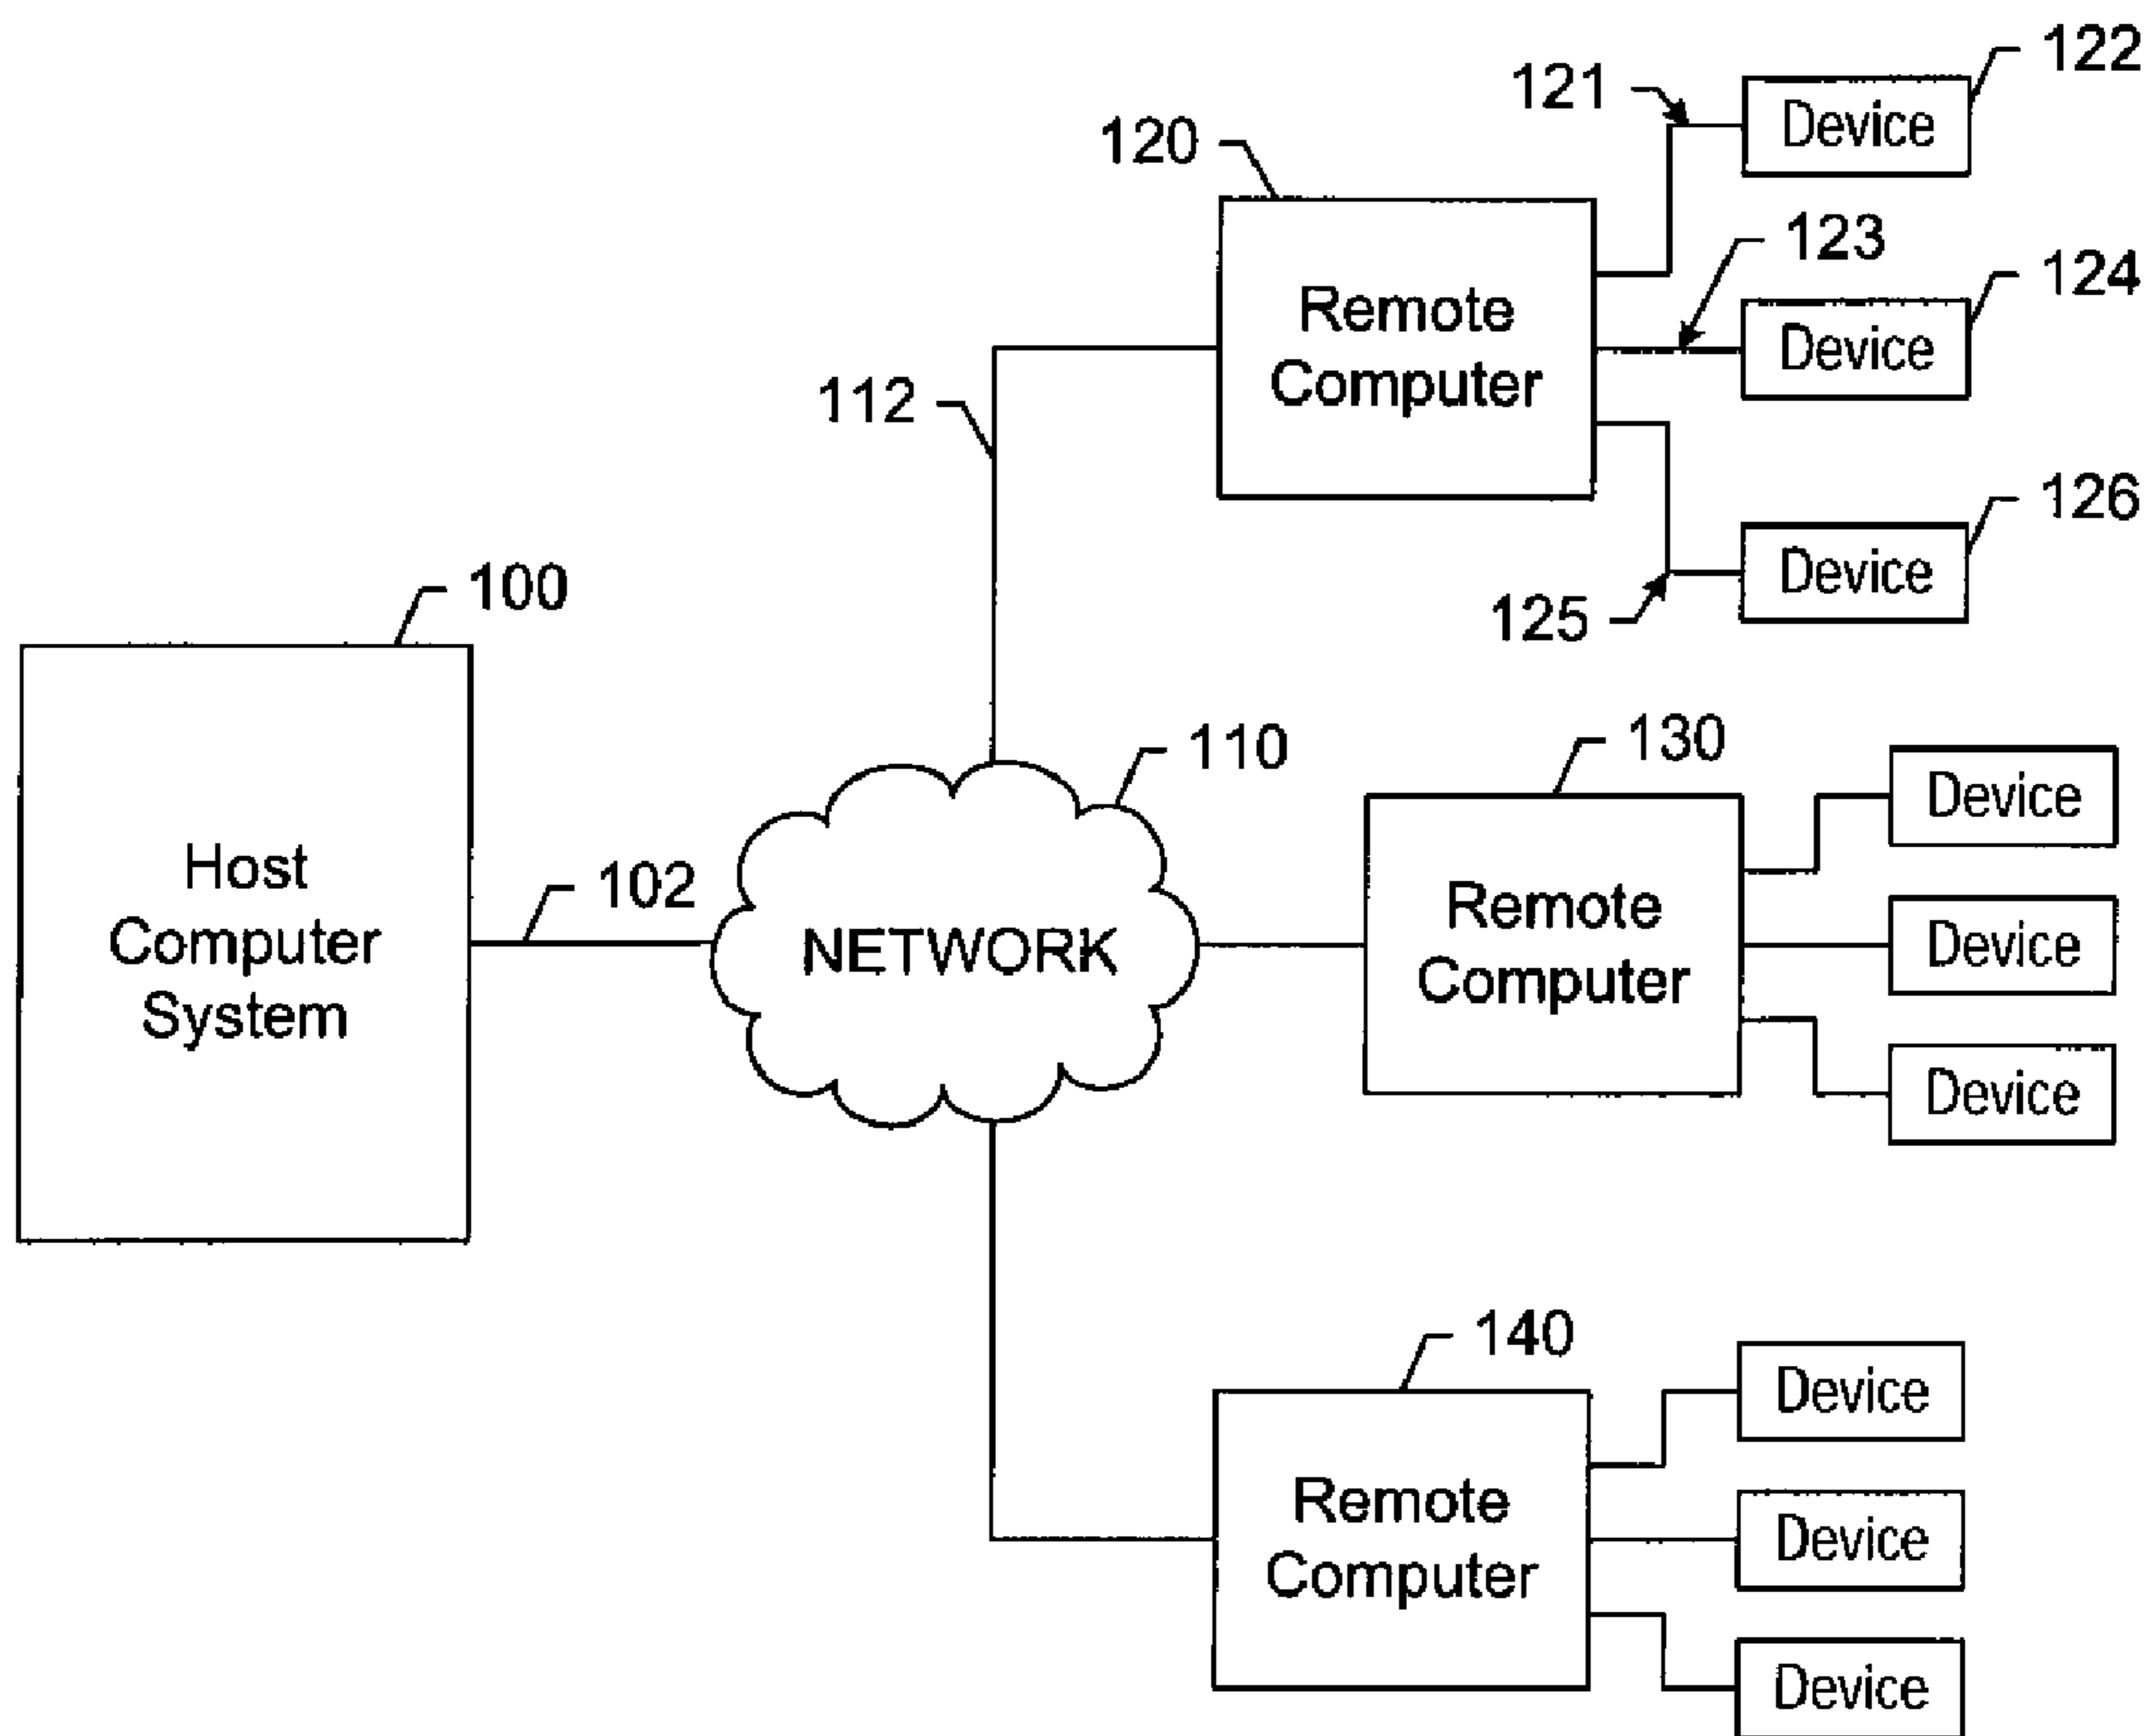 122
121
Device
120
123
124
Remote
Computer
Device
112
126
Device
125
100
110
130
Device
Host
Computer
System
102
NETWORK
Remote
Computer
Device
Device
140
Device
Remote
Computer
Device
Device